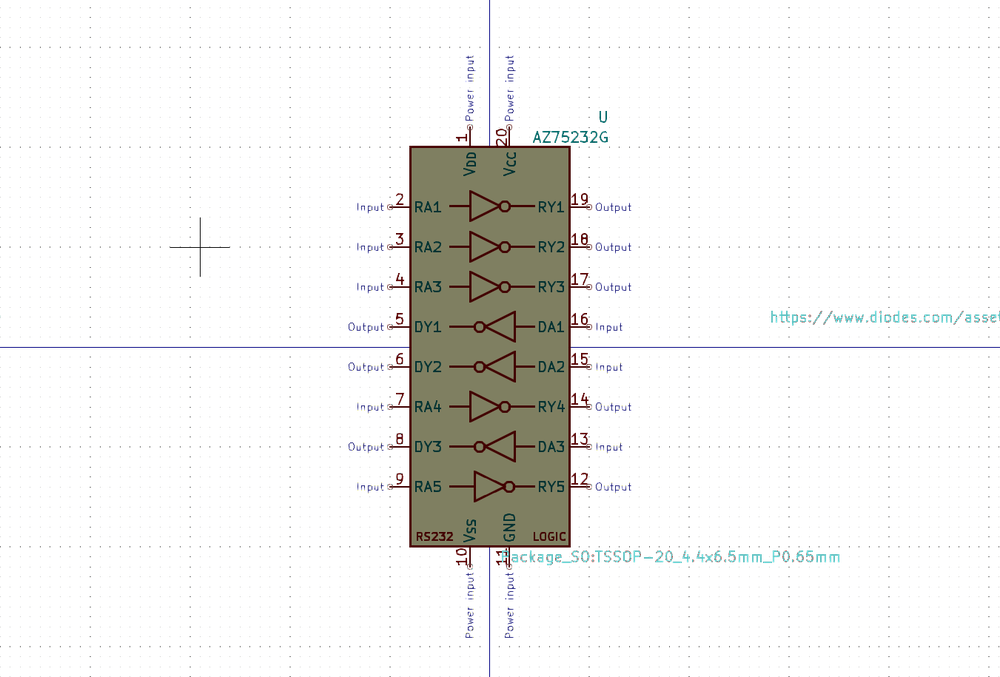 Power input Power input
U
1 20 AZ75232G
VDD VCC
Input 2 RA1 RY1 19 Output
Input 3 RA2 RY2 18 Output
Input 4 RA3 RY3 17 Output
https://www.diodes.com/asset
Output 5 DY1 DA1 16 Input
Output 6 DY2 DA2 15 Input
Input 7 RA4 RY4 14 Output
Output 8 DY3 DA3 13 Input
Input 9 RA5 RY5 12 Output
RS232 VSS GND LOGIC
10 11 Package_SO:TSSOP-20_4.4x6.5mm_P0.65mm
Power input Power input